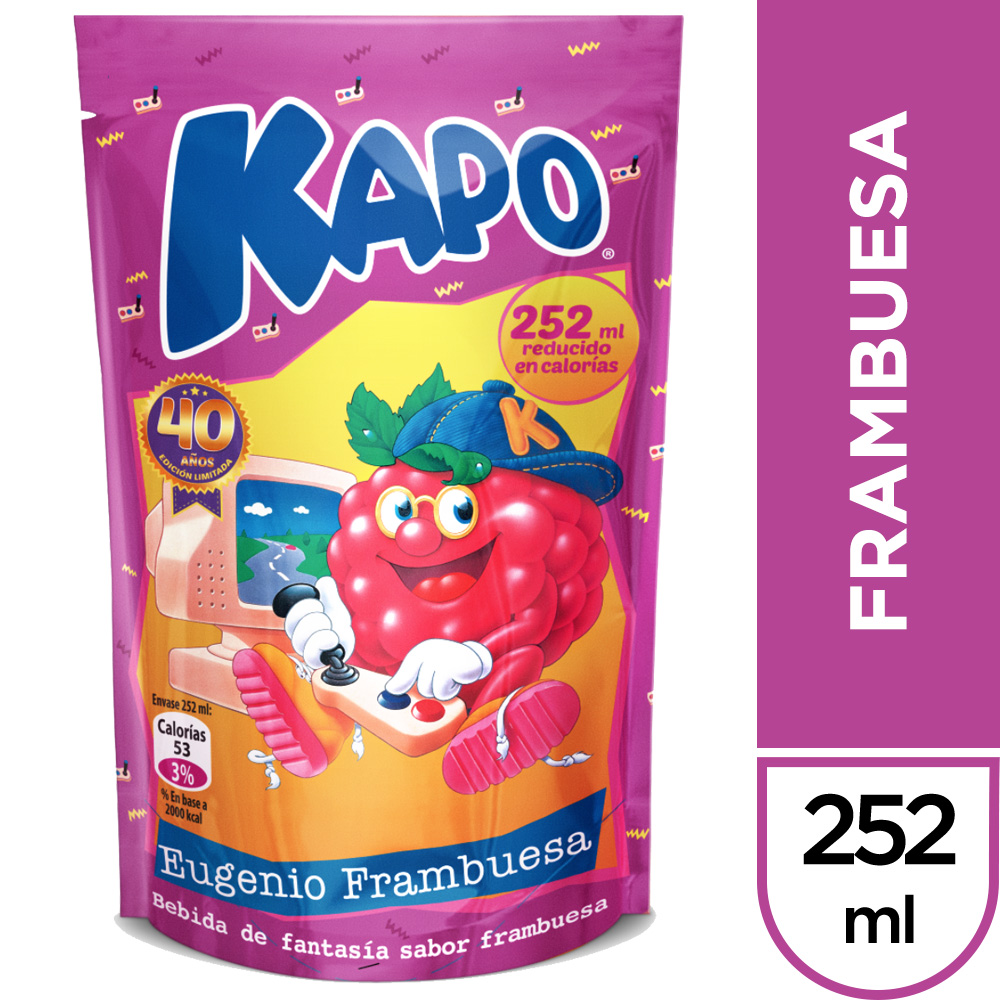 KAPO
®
252 ml
reducido
en calorías
40
AÑOS
EDICIÓN LIMITADA
K
Envase 252 ml:
Calorías
53
3%
% En base a
2000 kcal
Eugenio Frambuesa
Bebida de fantasía sabor frambuesa
FRAMBUESA
252
ml